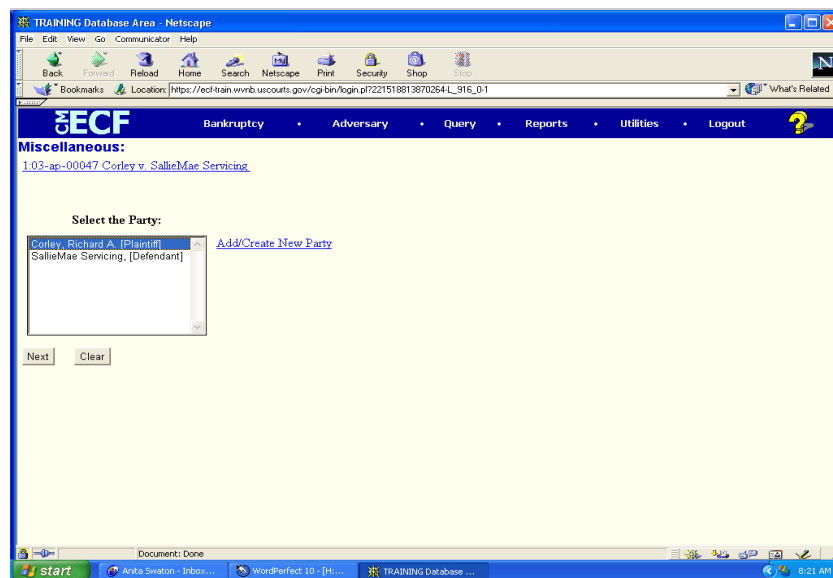 TRAINING Database Area - Netscape
File Edit View Go Communicator Help
Back Forward Reload Home Search Netscape Print Security Shop Stop
Bookmarks Location: https://ecf-train.wvnb.uscourts.gov/cgi-bin/login.pl?221518813870264-L_916_0-1 What's Related
CM ECF Bankruptcy • Adversary • Query • Reports • Utilities • Logout ?
Miscellaneous:
1:03-ap-00047 Corley v. SallieMae Servicing
Select the Party:
Corley, Richard A. [Plaintiff] Add/Create New Party
SallieMae Servicing, [Defendant]
Next Clear
Document: Done
start Anita Swaton - Inbox... WordPerfect 10 - [H:... TRAINING Database ... 8:21 AM